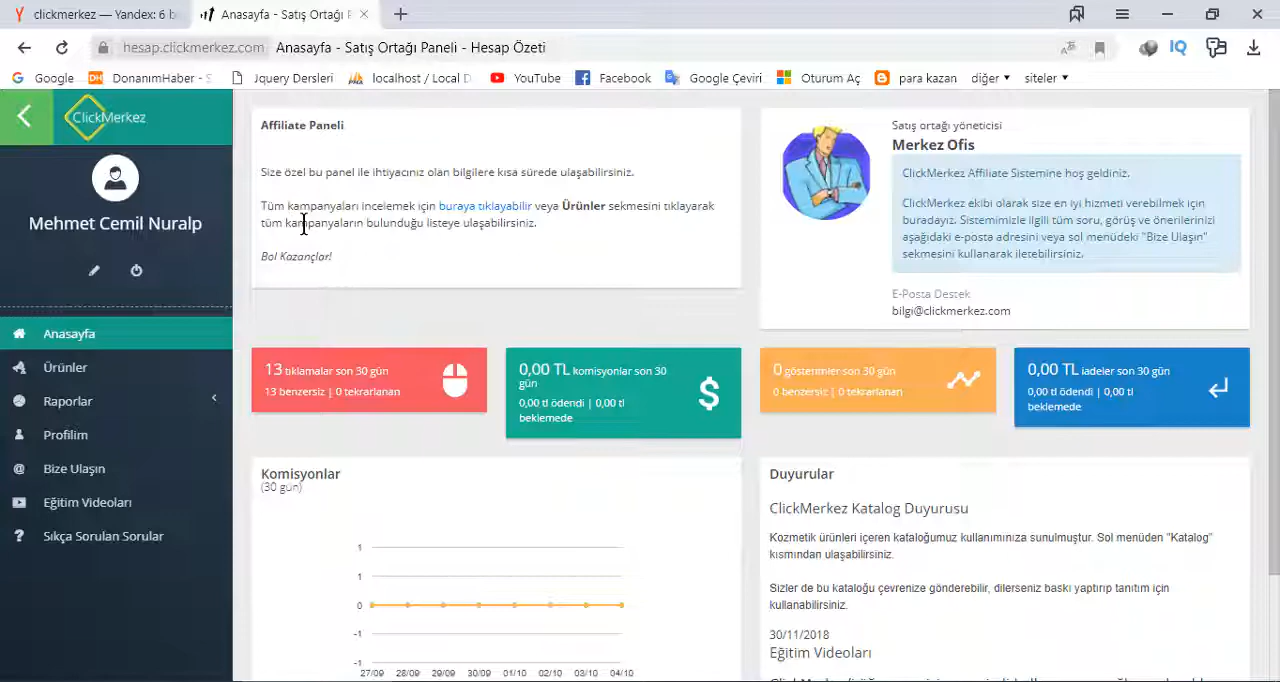 clickmerkez — Yandex: 6 b
Anasayfa - Satış Ortağı P
hesap.clickmerkez.com
Anasayfa - Satış Ortağı Paneli - Hesap Özeti
Google
DonanımHaber - S
Jquery Dersleri
localhost / Local D
YouTube
Facebook
Google Çeviri
Oturum Aç
para kazan
diğer
siteler
ClickMerkez
Mehmet Cemil Nuralp
Anasayfa
Ürünler
Raporlar
Profilim
Bize Ulaşın
Eğitim Videoları
Sıkça Sorulan Sorular
Affiliate Paneli
Size özel bu panel ile ihtiyacınız olan bilgilere kısa sürede ulaşabilirsiniz.
Tüm kampanyaları incelemek için buraya tıklayabilir veya Ürünler sekmesini tıklayarak
tüm kampanyaların bulunduğu listeye ulaşabilirsiniz.
Bol Kazançlar!
Satış ortağı yöneticisi
Merkez Ofis
ClickMerkez Affiliate Sistemine hoş geldiniz.
ClickMerkez ekibi olarak size en iyi hizmeti verebilmek için
buradayız. Sistemimizle ilgili tüm soru, görüş ve önerilerinizi
aşağıdaki e-posta adresini veya sol menüdeki "Bize Ulaşın"
sekmesini kullanarak iletebilirsiniz.
E-Posta Destek
bilgi@clickmerkez.com
13 tıklamalar son 30 gün
13 benzersiz | 0 tekrarlanan
0,00 TL komisyonlar son 30
gün
0,00 tl ödendi | 0,00 tl
beklemede
0 gösterimler son 30 gün
0 benzersiz | 0 tekrarlanan
0,00 TL iadeler son 30 gün
0,00 tl ödendi | 0,00 tl
beklemede
Komisyonlar
(30 gün)
1
1
0
-1
-1
27/09 28/09 29/09 30/09 01/10 02/10 03/10 04/10
Duyurular
ClickMerkez Katalog Duyurusu
Kozmetik ürünleri içeren kataloğumuz kullanımınıza sunulmuştur. Sol menüden "Katalog"
kısmından ulaşabilirsiniz.
Sizler de bu kataloğu çevrenize gönderebilir, dilerseniz baskı yaptırıp tanıtım için
kullanabilirsiniz.
30/11/2018
Eğitim Videoları